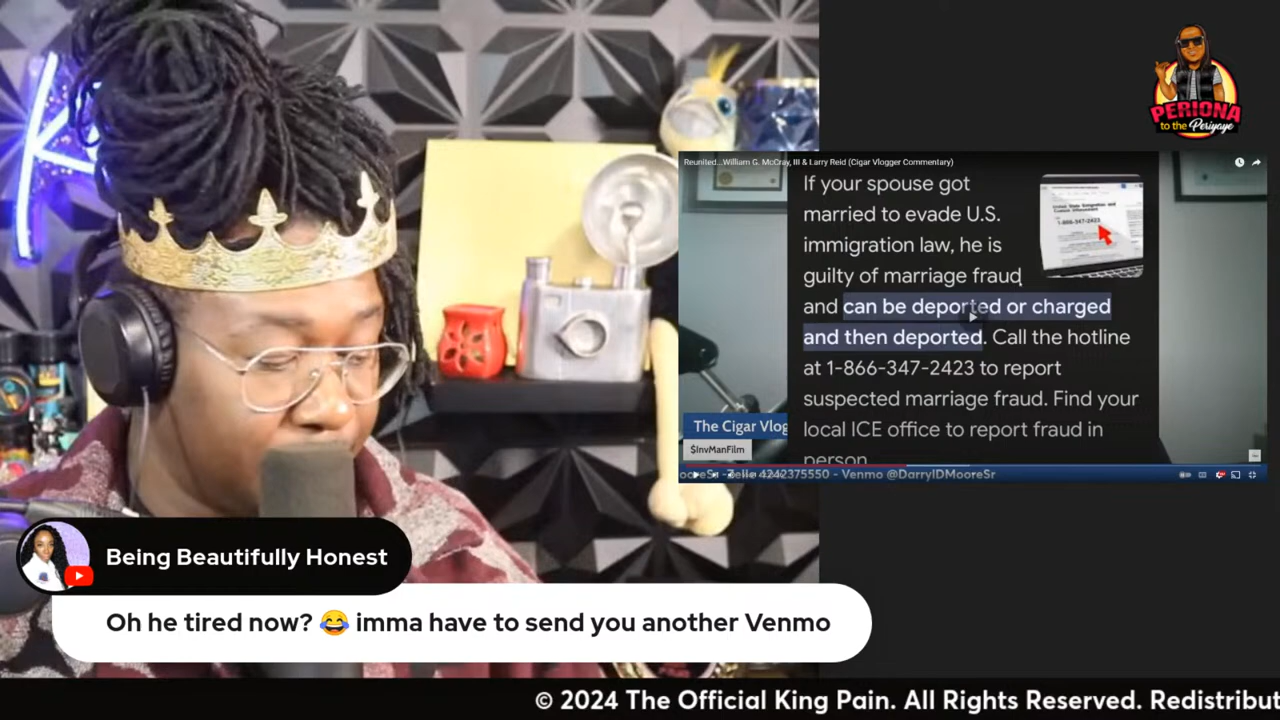 PERIONA
to the Periyaye
Reunited...William G. McCray, III & Larry Reid (Cigar Vlogger Commentary)
If your spouse got
married to evade U.S.
immigration law, he is
guilty of marriage fraud,
and can be deported or charged
and then deported. Call the hotline
at 1-866-347-2423 to report
suspected marriage fraud. Find your
local ICE office to report fraud in
person.
1-866-347-2423
The Cigar Vlog
$InvManFilm
ooreSr - Zelle 4242375550 - Venmo @DarrylDMooreSr
Being Beautifully Honest
Oh he tired now? 😂 imma have to send you another Venmo
© 2024 The Official King Pain. All Rights Reserved. Redistribut